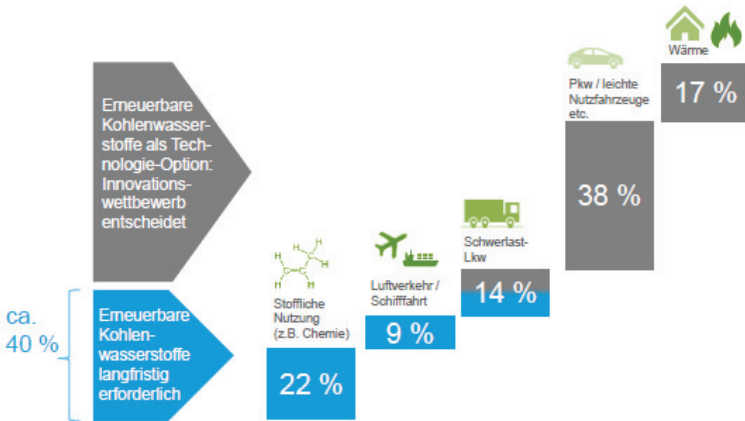 Erneuerbare
Kohlenwasser-
stoffe als Tech-
nologie-Option:
Innovations-
wettbewerb
entscheidet
ca.
40 %
Erneuerbare
Kohlen-
wasserstoffe
langfristig
erforderlich
H
H
H
H
H
H
C
C
Stoffliche
Nutzung
(z.B. Chemie)
22 %
Luftverkehr /
Schifffahrt
9 %
Schwerlast-
Lkw
14 %
Pkw / leichte
Nutzfahrzeuge
etc.
38 %
Wärme
17 %